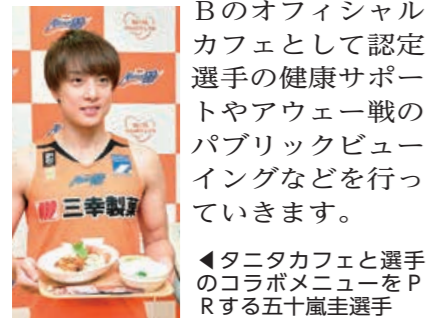 Ｂのオフィシャル
カフェとして認定
選手の健康サポー
トやアウェー戦の
パブリックビュー
イングなどを行っ
ていきます。
◀タニタカフェと選手
のコラボメニューをＰ
Ｒする五十嵐圭選手
三幸製菓